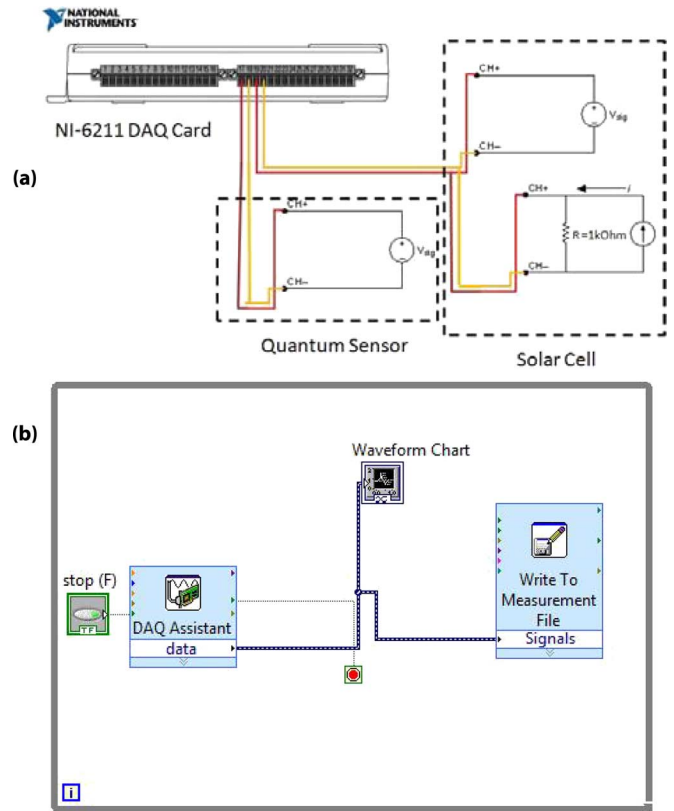 NATIONAL
INSTRUMENTS
NI-6211 DAQ Card
(a)
CH+
Vsig
CH–
CH+
i
R=1kOhm
CH–
CH+
Vsig
CH–
Quantum Sensor
Solar Cell
(b)
Waveform Chart
stop (F)
TF
DAQ Assistant
data
Write To
Measurement
File
Signals
i